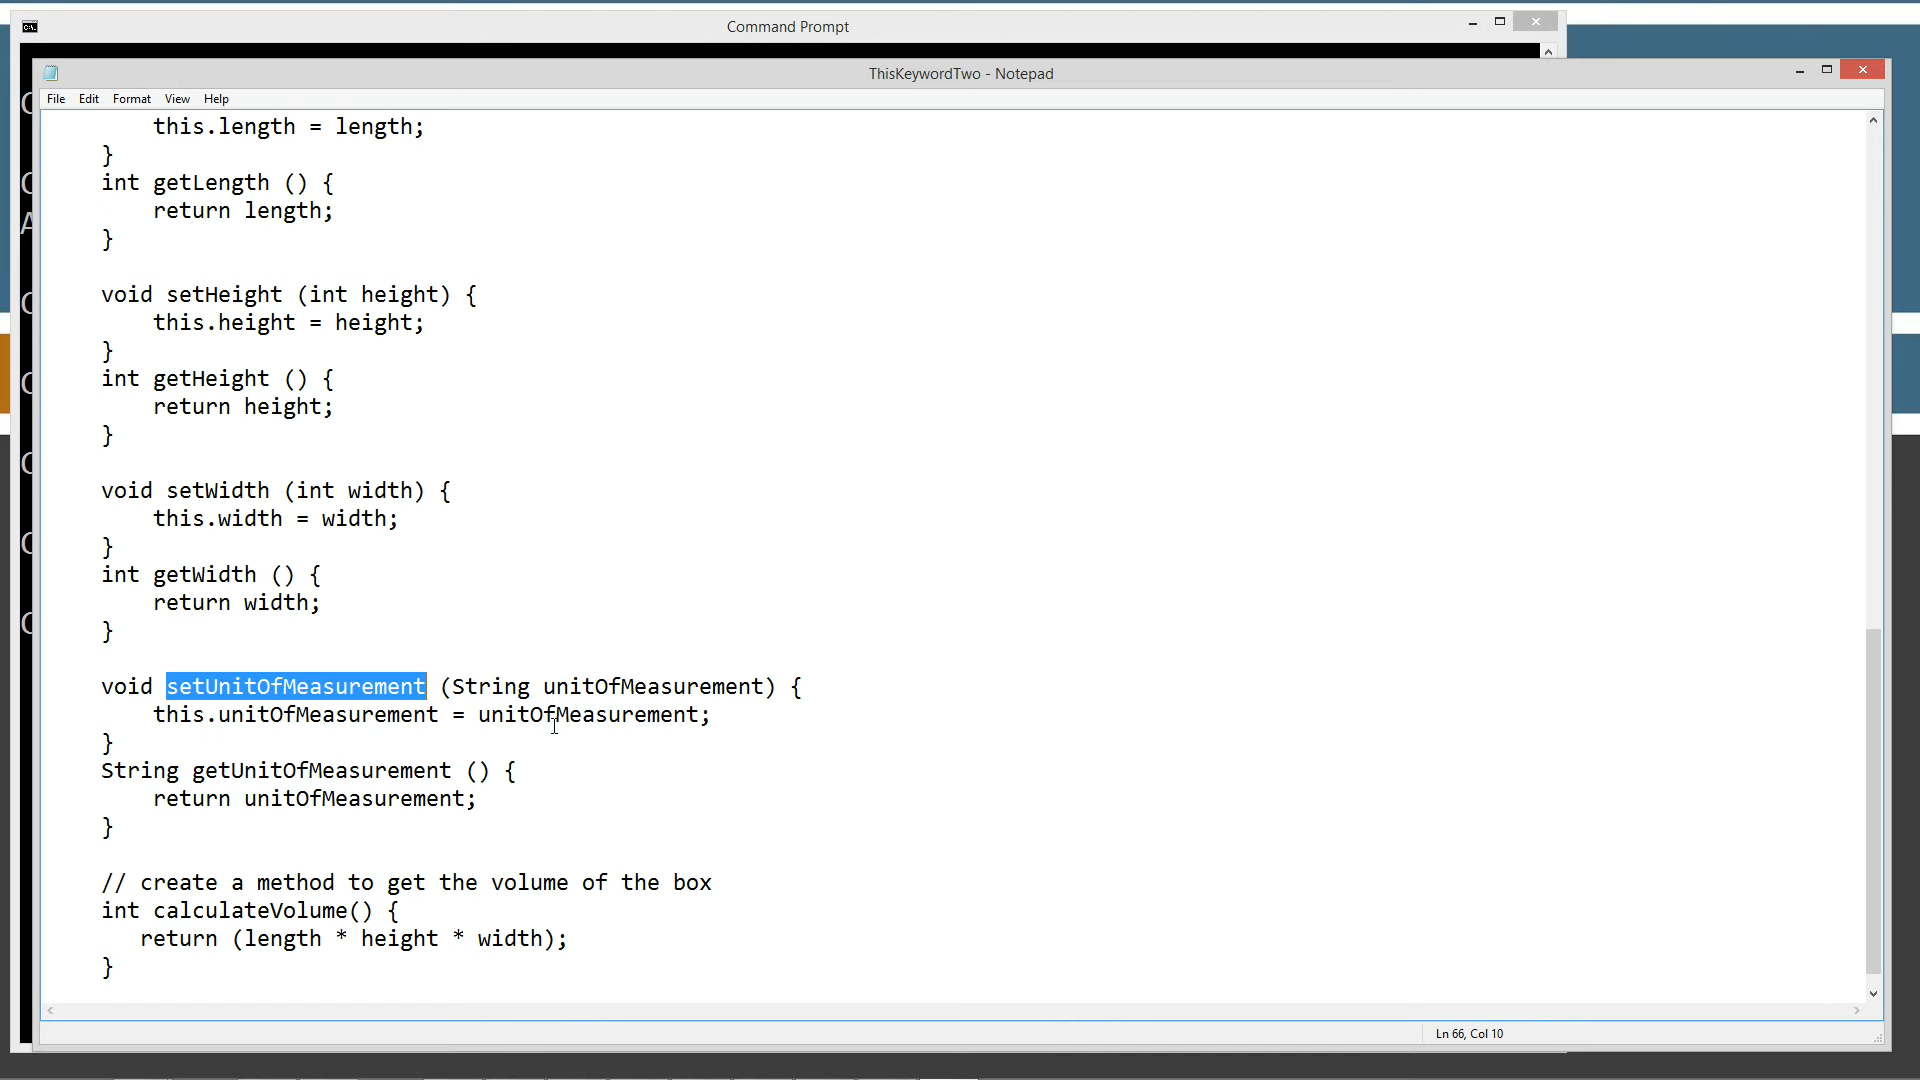 Command Prompt
ThisKeywordTwo - Notepad
File Edit Format View Help
this.length = length;
}
int getLength () {
return length;
}
void setHeight (int height) {
this.height = height;
}
int getHeight () {
return height;
}
void setWidth (int width) {
this.width = width;
}
int getWidth () {
return width;
}
void setUnitOfMeasurement (String unitOfMeasurement) {
this.unitOfMeasurement = unitOfMeasurement;
}
String getUnitOfMeasurement () {
return unitOfMeasurement;
}
// create a method to get the volume of the box
int calculateVolume() {
return (length * height * width);
}
Ln 66, Col 10